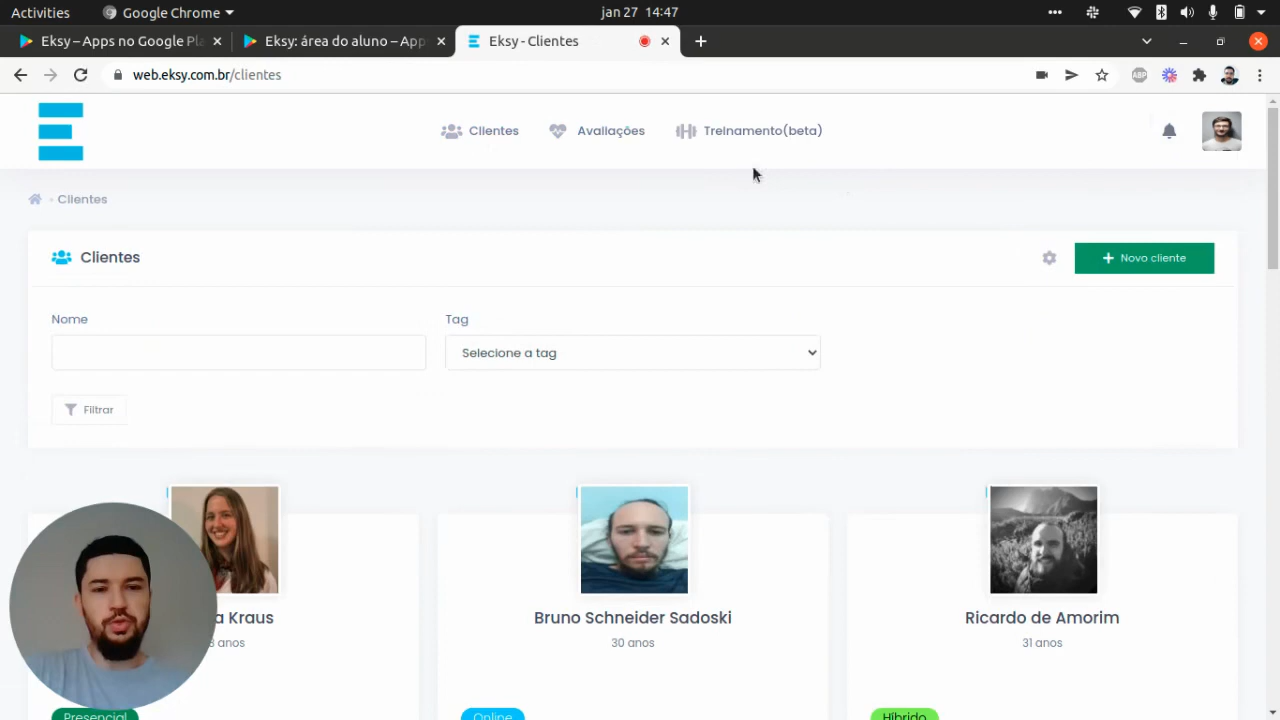 Activities
Google Chrome
jan 27 14:47
Eksy – Apps no Google Pla
Eksy: área do aluno – App
Eksy - Clientes
web.eksy.com.br/clientes
ABP
Clientes
Avaliações
Treinamento(beta)
Clientes
Clientes
Novo cliente
Nome
Tag
Selecione a tag
Filtrar
a Kraus
Bruno Schneider Sadoski
Ricardo de Amorim
anos
30 anos
31 anos
Presencial
Online
Híbrido